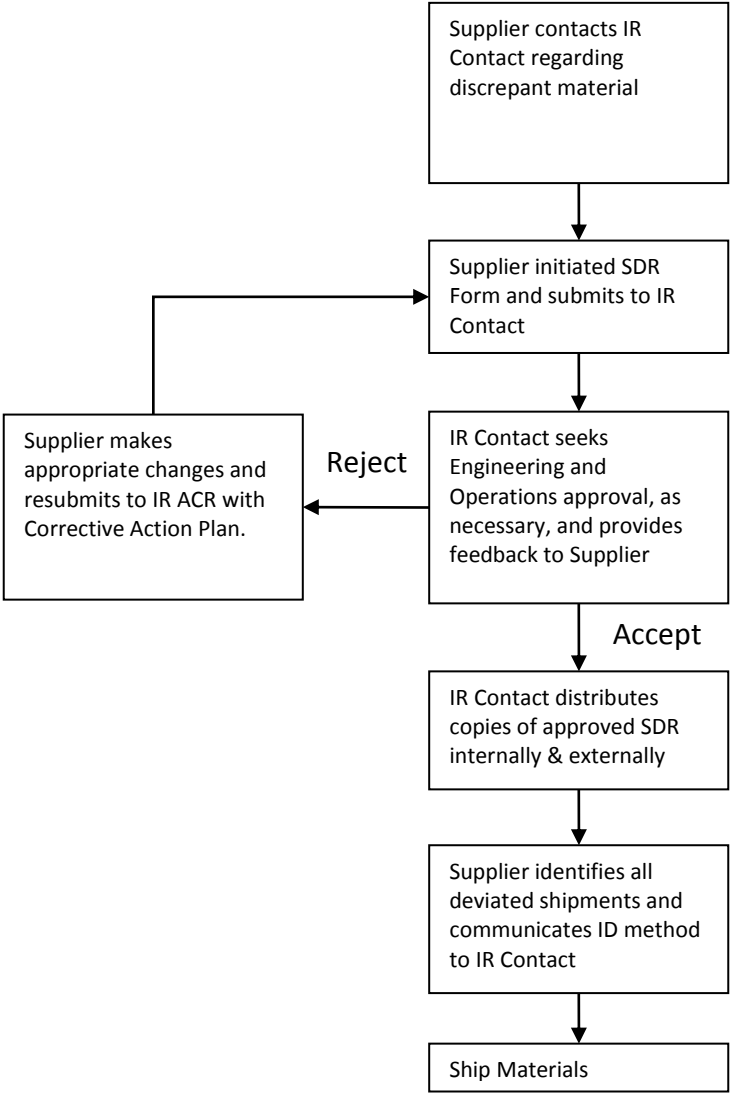 Supplier contacts IR
Contact regarding
discrepant material
Supplier initiated SDR
Form and submits to IR
Contact
IR Contact seeks
Engineering and
Operations approval, as
necessary, and provides
feedback to Supplier
Reject
Supplier makes
appropriate changes and
resubmits to IR ACR with
Corrective Action Plan.
Accept
IR Contact distributes
copies of approved SDR
internally & externally
Supplier identifies all
deviated shipments and
communicates ID method
to IR Contact
Ship Materials